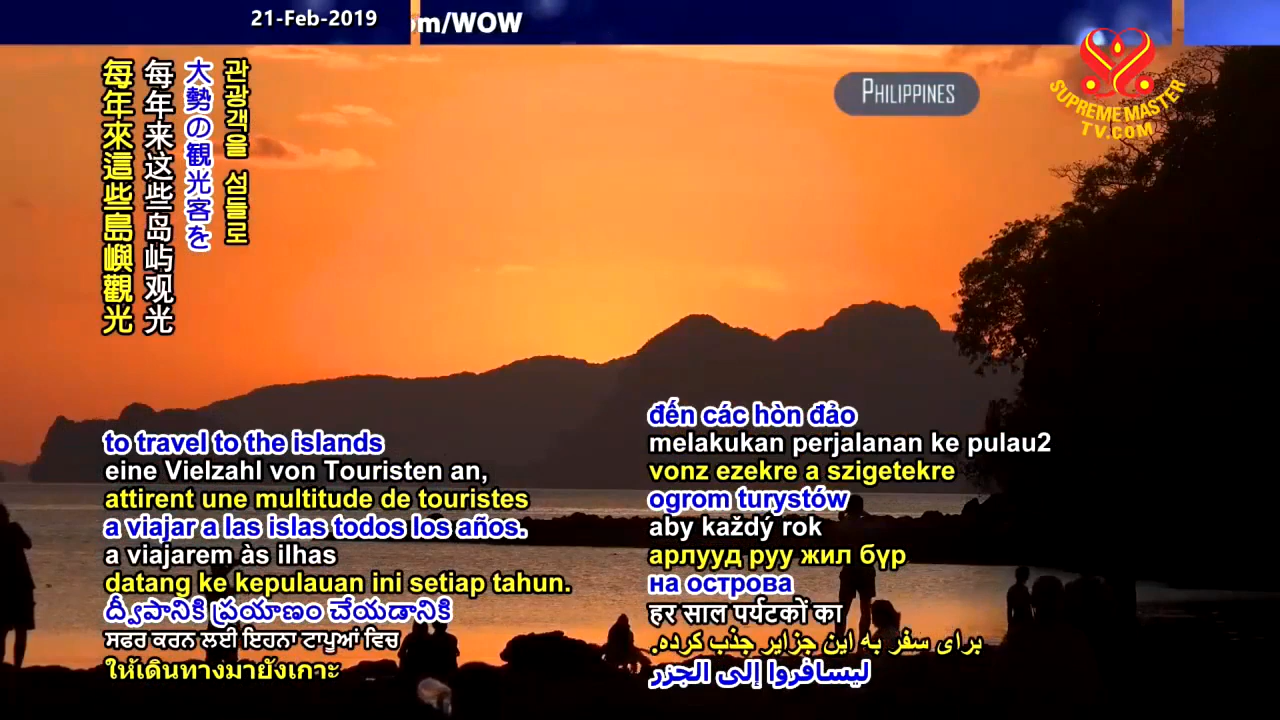 21-Feb-2019
om/WOW
PHILIPPINES
SUPREME MASTER
TV.COM
관광객을 섬들로
大勢の観光客を
每年来这些岛屿观光
每年來這些島嶼觀光
to travel to the islands
eine Vielzahl von Touristen an,
attirent une multitude de touristes
a viajar a las islas todos los años.
a viajarem às ilhas
datang ke kepulauan ini setiap tahun.
ద్వీపానికి ప్రయాణం చేయడానికి
ਸਫਰ ਕਰਨ ਲਈ ਇਹਨਾ ਟਾਪੂਆਂ ਵਿਚ
ให้เดินทางมายังเกาะ
đến các hòn đảo
melakukan perjalanan ke pulau2
vonz ezekre a szigetekre
ogrom turystów
aby každý rok
арлууд руу жил бүр
на острова
हर साल पर्यटकों का
برای سفر به این جزایر جذب کرده.
ليسافروا إلى الجزر